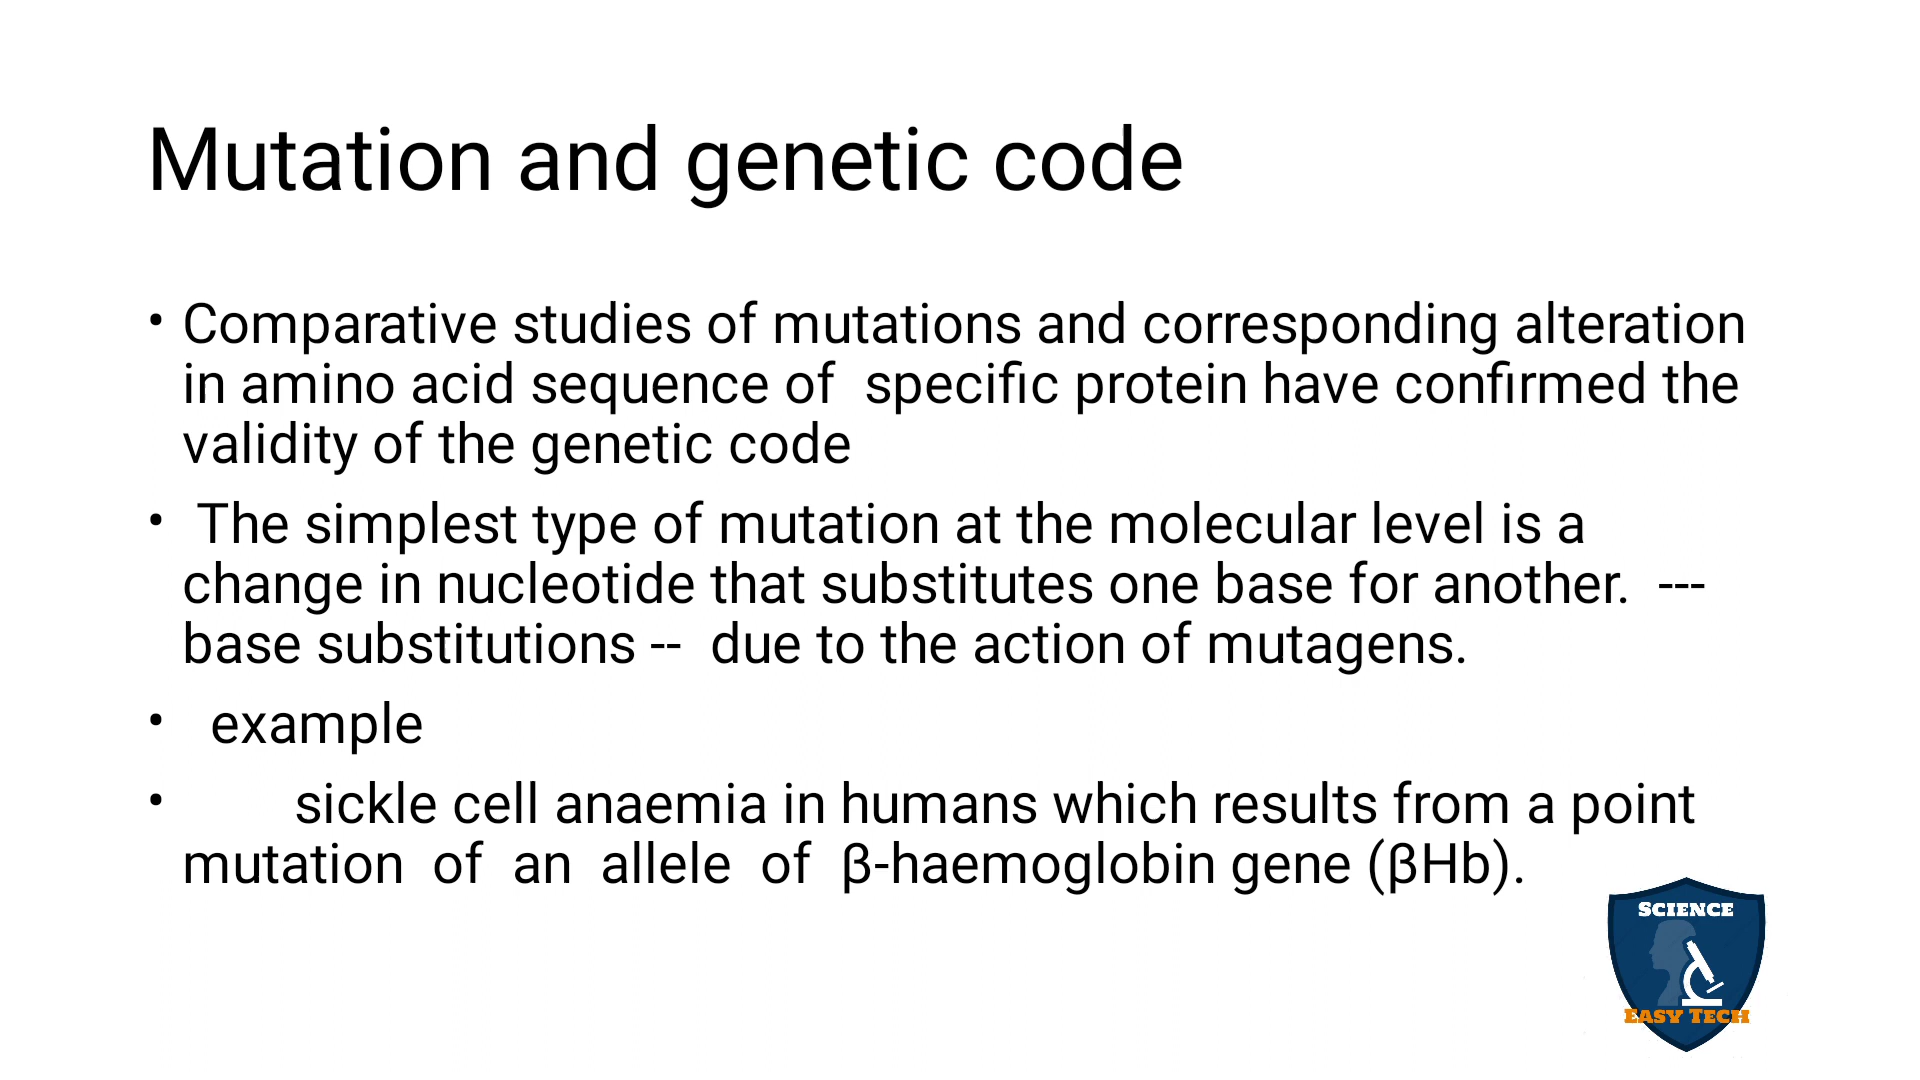 Mutation and genetic code
• Comparative studies of mutations and corresponding alteration
in amino acid sequence of  specific protein have confirmed the
validity of the genetic code
•  The simplest type of mutation at the molecular level is a
change in nucleotide that substitutes one base for another.  ---
base substitutions --  due to the action of mutagens.
•   example
•        sickle cell anaemia in humans which results from a point
mutation  of  an  allele  of  β-haemoglobin gene (βHb).
SCIENCE
EASY TECH